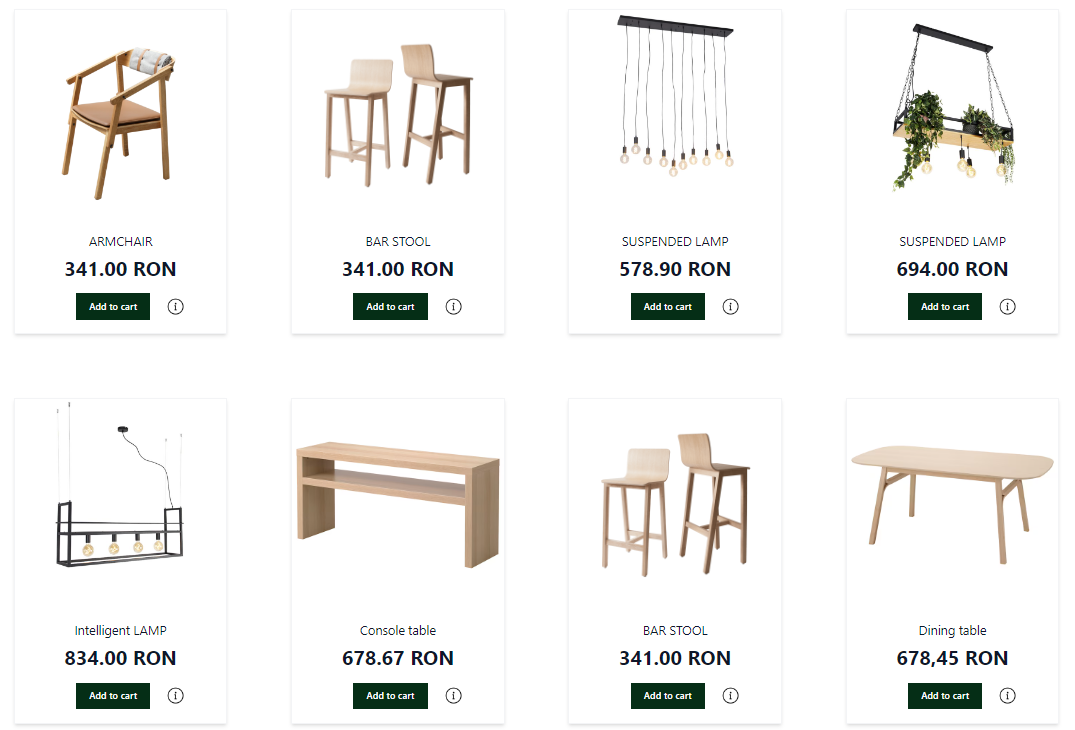 ARMCHAIR
341.00 RON
Add to cart
BAR STOOL
341.00 RON
Add to cart
SUSPENDED LAMP
578.90 RON
Add to cart
SUSPENDED LAMP
694.00 RON
Add to cart
Intelligent LAMP
834.00 RON
Add to cart
Console table
678.67 RON
Add to cart
BAR STOOL
341.00 RON
Add to cart
Dining table
678,45 RON
Add to cart